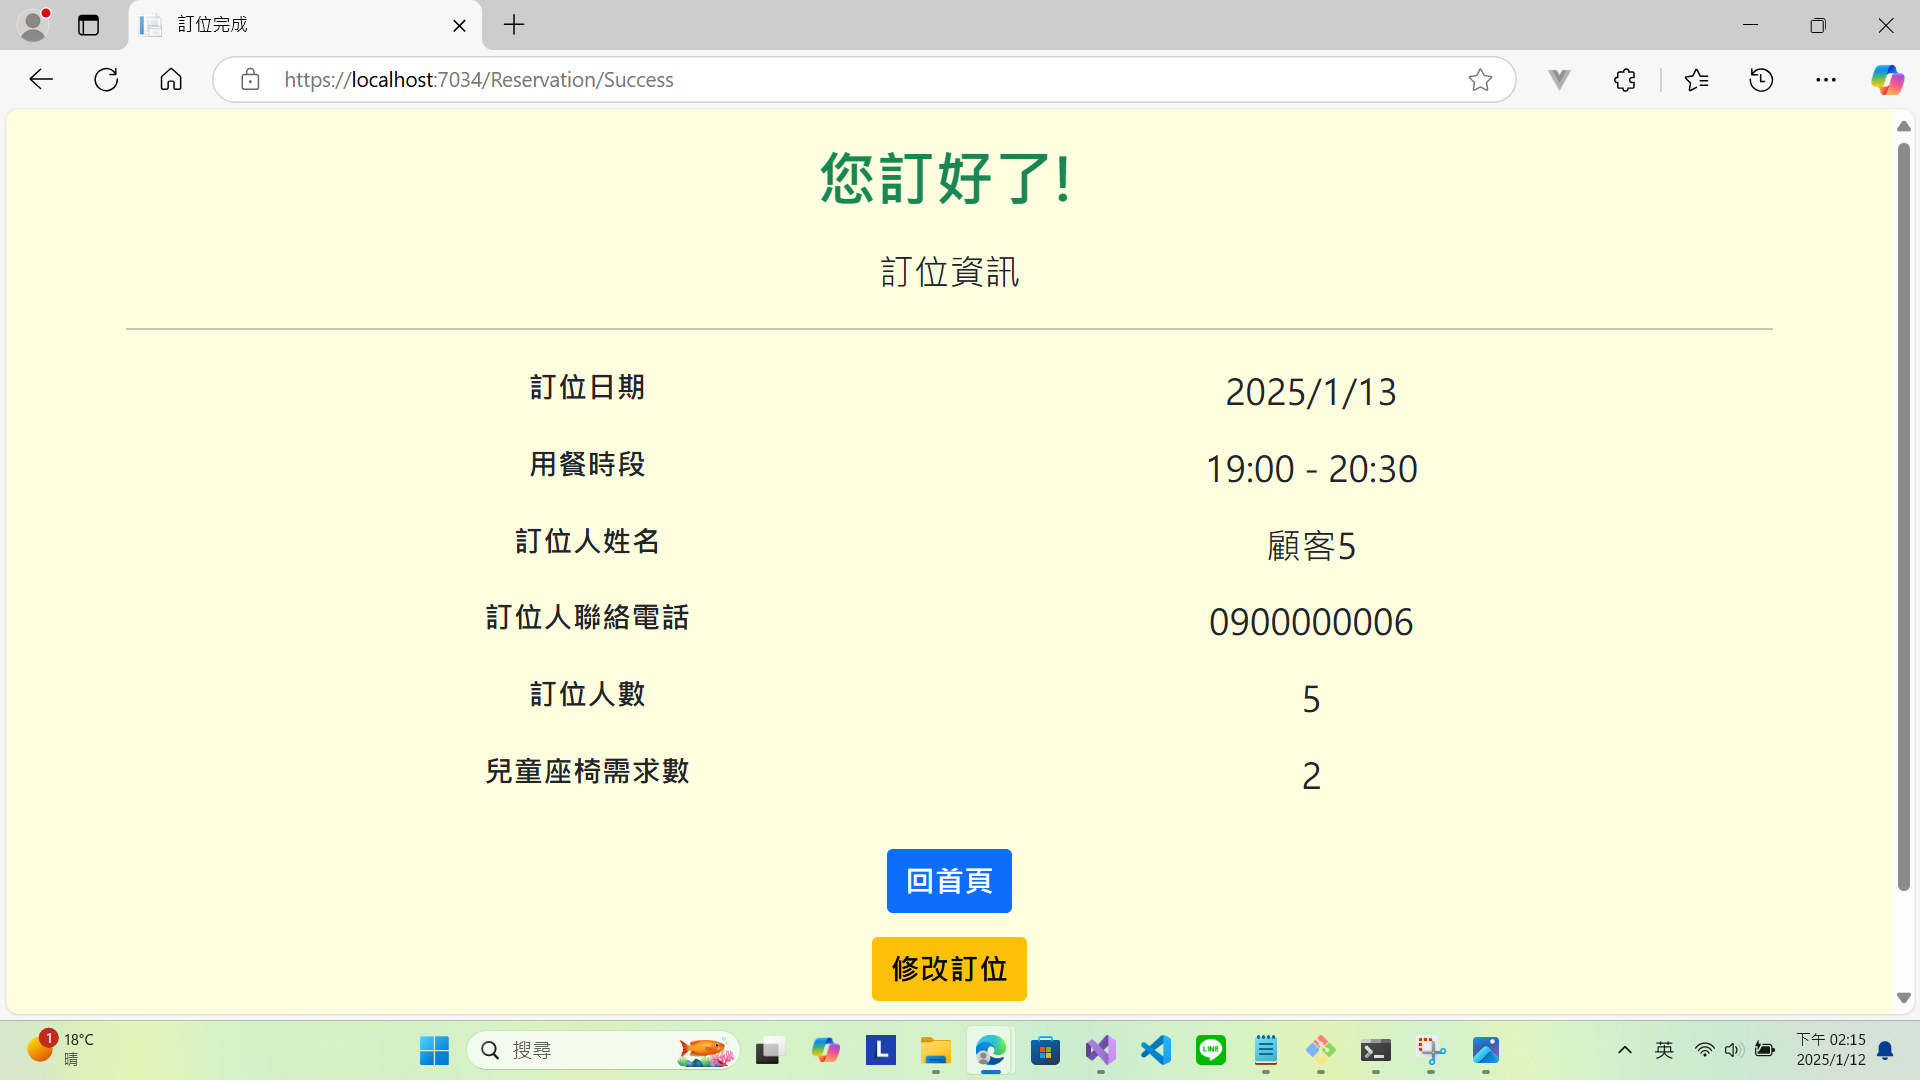 訂位完成
https://localhost:7034/Reservation/Success
您訂好了!
訂位資訊
訂位日期 2025/1/13
用餐時段 19:00 - 20:30
訂位人姓名 顧客5
訂位人聯絡電話 0900000006
訂位人數 5
兒童座椅需求數 2
回首頁
修改訂位
1 18°C
晴
搜尋
L
LINE
英
下午 02:15
2025/1/12